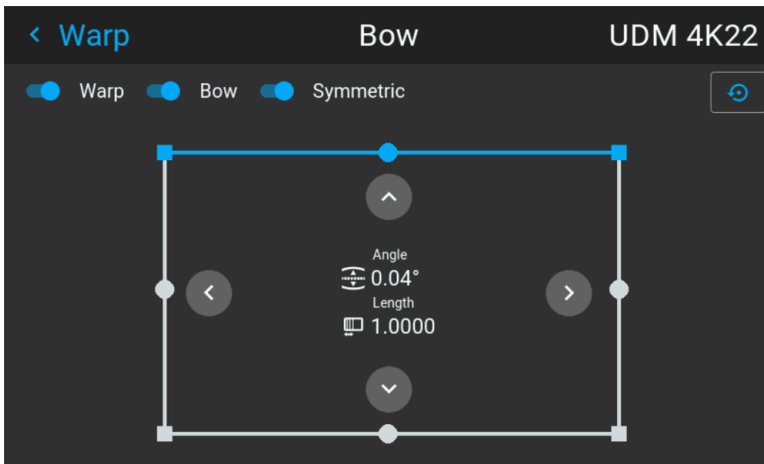 Warp
Bow
UDM 4K22
Warp
Bow
Symmetric
Angle
0.04°
Length
1.0000